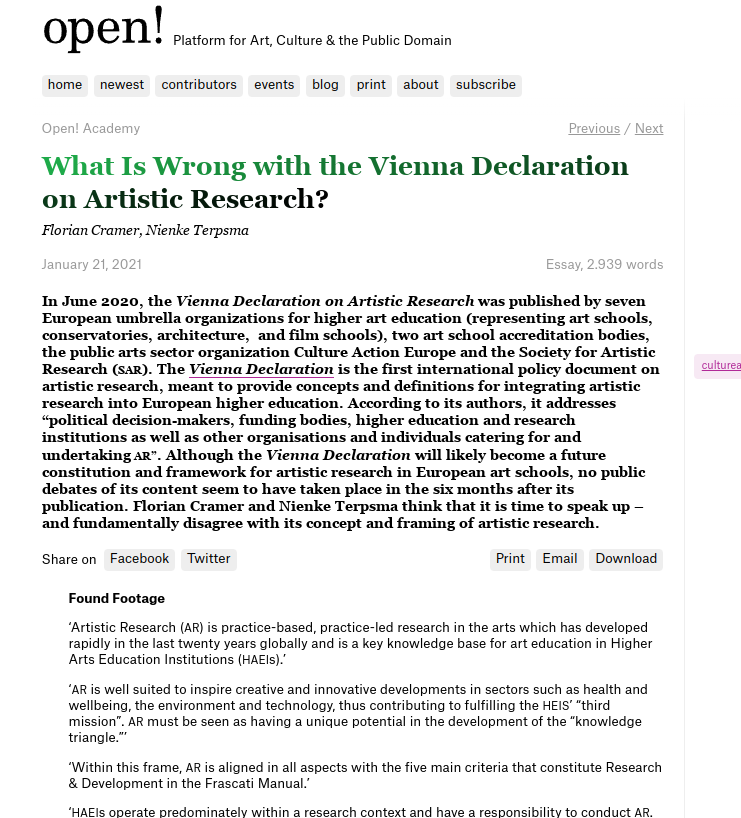 open! Platform for Art, Culture & the Public Domain
home newest contributors events blog print about subscribe
Open! Academy Previous / Next
What Is Wrong with the Vienna Declaration
on Artistic Research?
Florian Cramer, Nienke Terpsma
January 21, 2021 Essay, 2.939 words
In June 2020, the Vienna Declaration on Artistic Research was published by seven
European umbrella organizations for higher art education (representing art schools,
conservatories, architecture, and film schools), two art school accreditation bodies,
the public arts sector organization Culture Action Europe and the Society for Artistic
Research (SAR). The Vienna Declaration is the first international policy document on
culturea
artistic research, meant to provide concepts and definitions for integrating artistic
research into European higher education. According to its authors, it addresses
“political decision-makers, funding bodies, higher education and research
institutions as well as other organisations and individuals catering for and
undertaking AR”. Although the Vienna Declaration will likely become a future
constitution and framework for artistic research in European art schools, no public
debates of its content seem to have taken place in the six months after its
publication. Florian Cramer and Nienke Terpsma think that it is time to speak up –
and fundamentally disagree with its concept and framing of artistic research.
Share on Facebook Twitter Print Email Download
Found Footage
‘Artistic Research (AR) is practice-based, practice-led research in the arts which has developed
rapidly in the last twenty years globally and is a key knowledge base for art education in Higher
Arts Education Institutions (HAEIs).’
‘AR is well suited to inspire creative and innovative developments in sectors such as health and
wellbeing, the environment and technology, thus contributing to fulfilling the HEIS’ “third
mission”. AR must be seen as having a unique potential in the development of the “knowledge
triangle.”’
‘Within this frame, AR is aligned in all aspects with the five main criteria that constitute Research
& Development in the Frascati Manual.’
‘HAEIs operate predominately within a research context and have a responsibility to conduct AR.